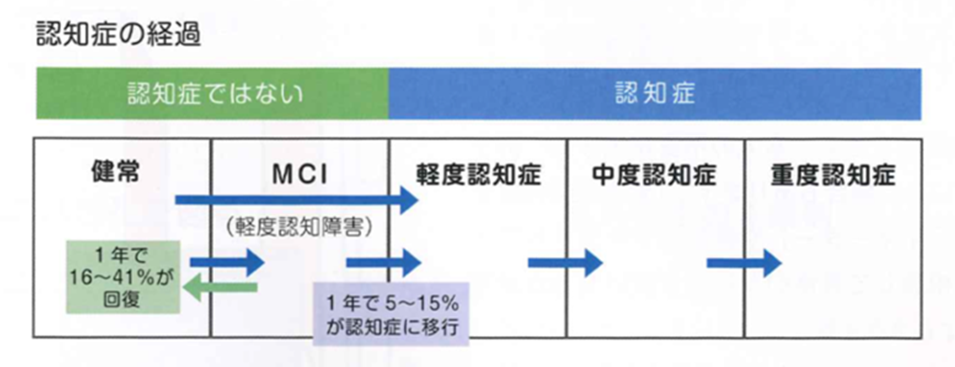 認知症の経過
認知症ではない
認知症
健常
MCI
軽度認知症
中度認知症
重度認知症
（軽度認知障害）
1年で
16～41%が
回復
1年で5～15%
が認知症に移行